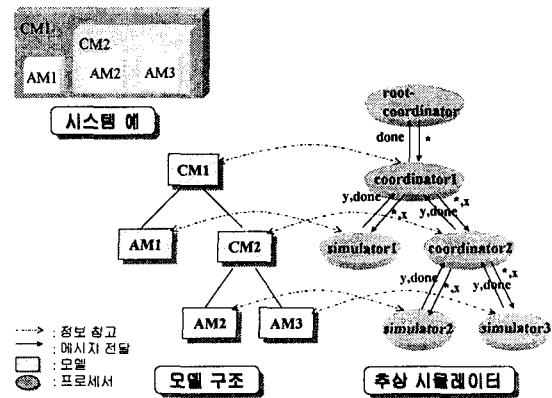 CM1
CM2
AM1
AM2
AM3
시스템 예
root-
coordinator
done
*
CM1
coordinator1
y,done
*,x
y,done
*,x
AM1
CM2
simulator1
coordinator2
y,done
*,x
y,done
*,x
AM2
AM3
simulator2
simulator3
: 정보 참고
: 메시지 전달
: 모델
: 프로세서
모델 구조
추상 시뮬레이터